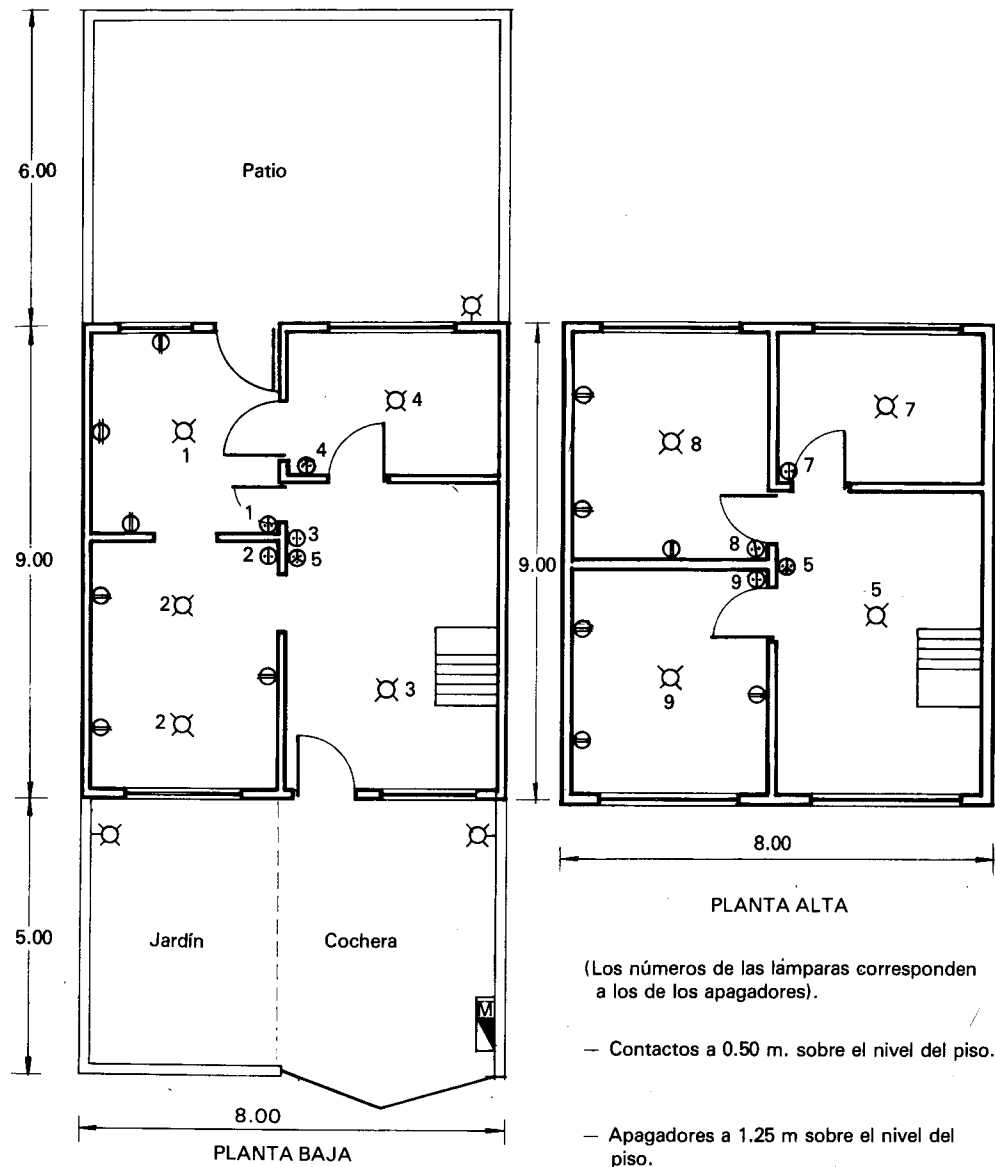 6.00
Patio
4
1
4
7
8
7
1
3
2
5
8
9
5
9.00
9.00
2
5
3
2
9
8.00
PLANTA ALTA
5.00
Jardín
Cochera
M
(Los números de las lámparas corresponden
a los de los apagadores).
— Contactos a 0.50 m. sobre el nivel del piso.
8.00
PLANTA BAJA
— Apagadores a 1.25 m sobre el nivel del
piso.